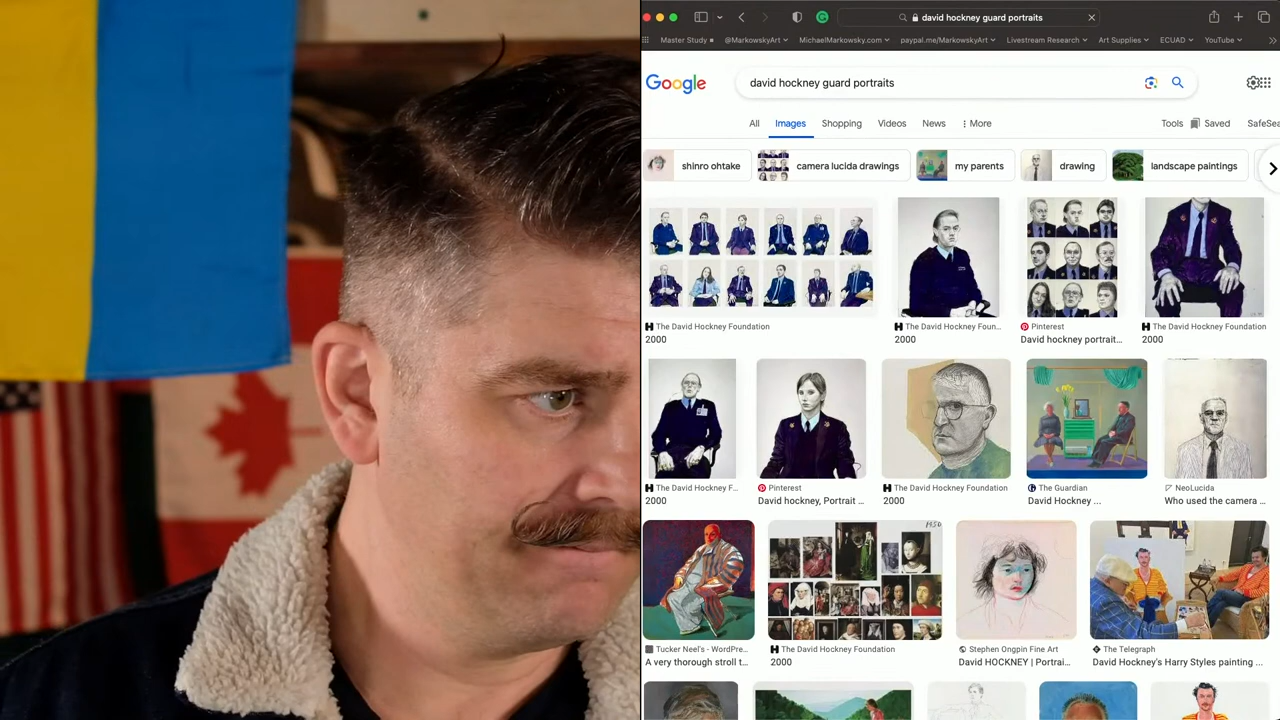 david hockney guard portraits
Master Study
@MarkowskyArt
MichaelMarkowsky.com
paypal.me/MarkowskyArt
Livestream Research
Art Supplies
ECUAD
YouTube
Google
david hockney guard portraits
All
Images
Shopping
Videos
News
More
Tools
Saved
SafeSea
shinro ohtake
camera lucida drawings
my parents
drawing
landscape paintings
The David Hockney Foundation
2000
The David Hockney Foun...
2000
Pinterest
David hockney portrait...
The David Hockney Foundation
2000
The David Hockney F...
2000
Pinterest
David hockney, Portrait ...
The David Hockney Foundation
2000
The Guardian
David Hockney ...
NeoLucida
Who used the camera ...
1450
Tucker Neel's - WordPre...
A very thorough stroll t...
The David Hockney Foundation
2000
Stephen Ongpin Fine Art
David HOCKNEY | Portrai...
The Telegraph
David Hockney's Harry Styles painting ...